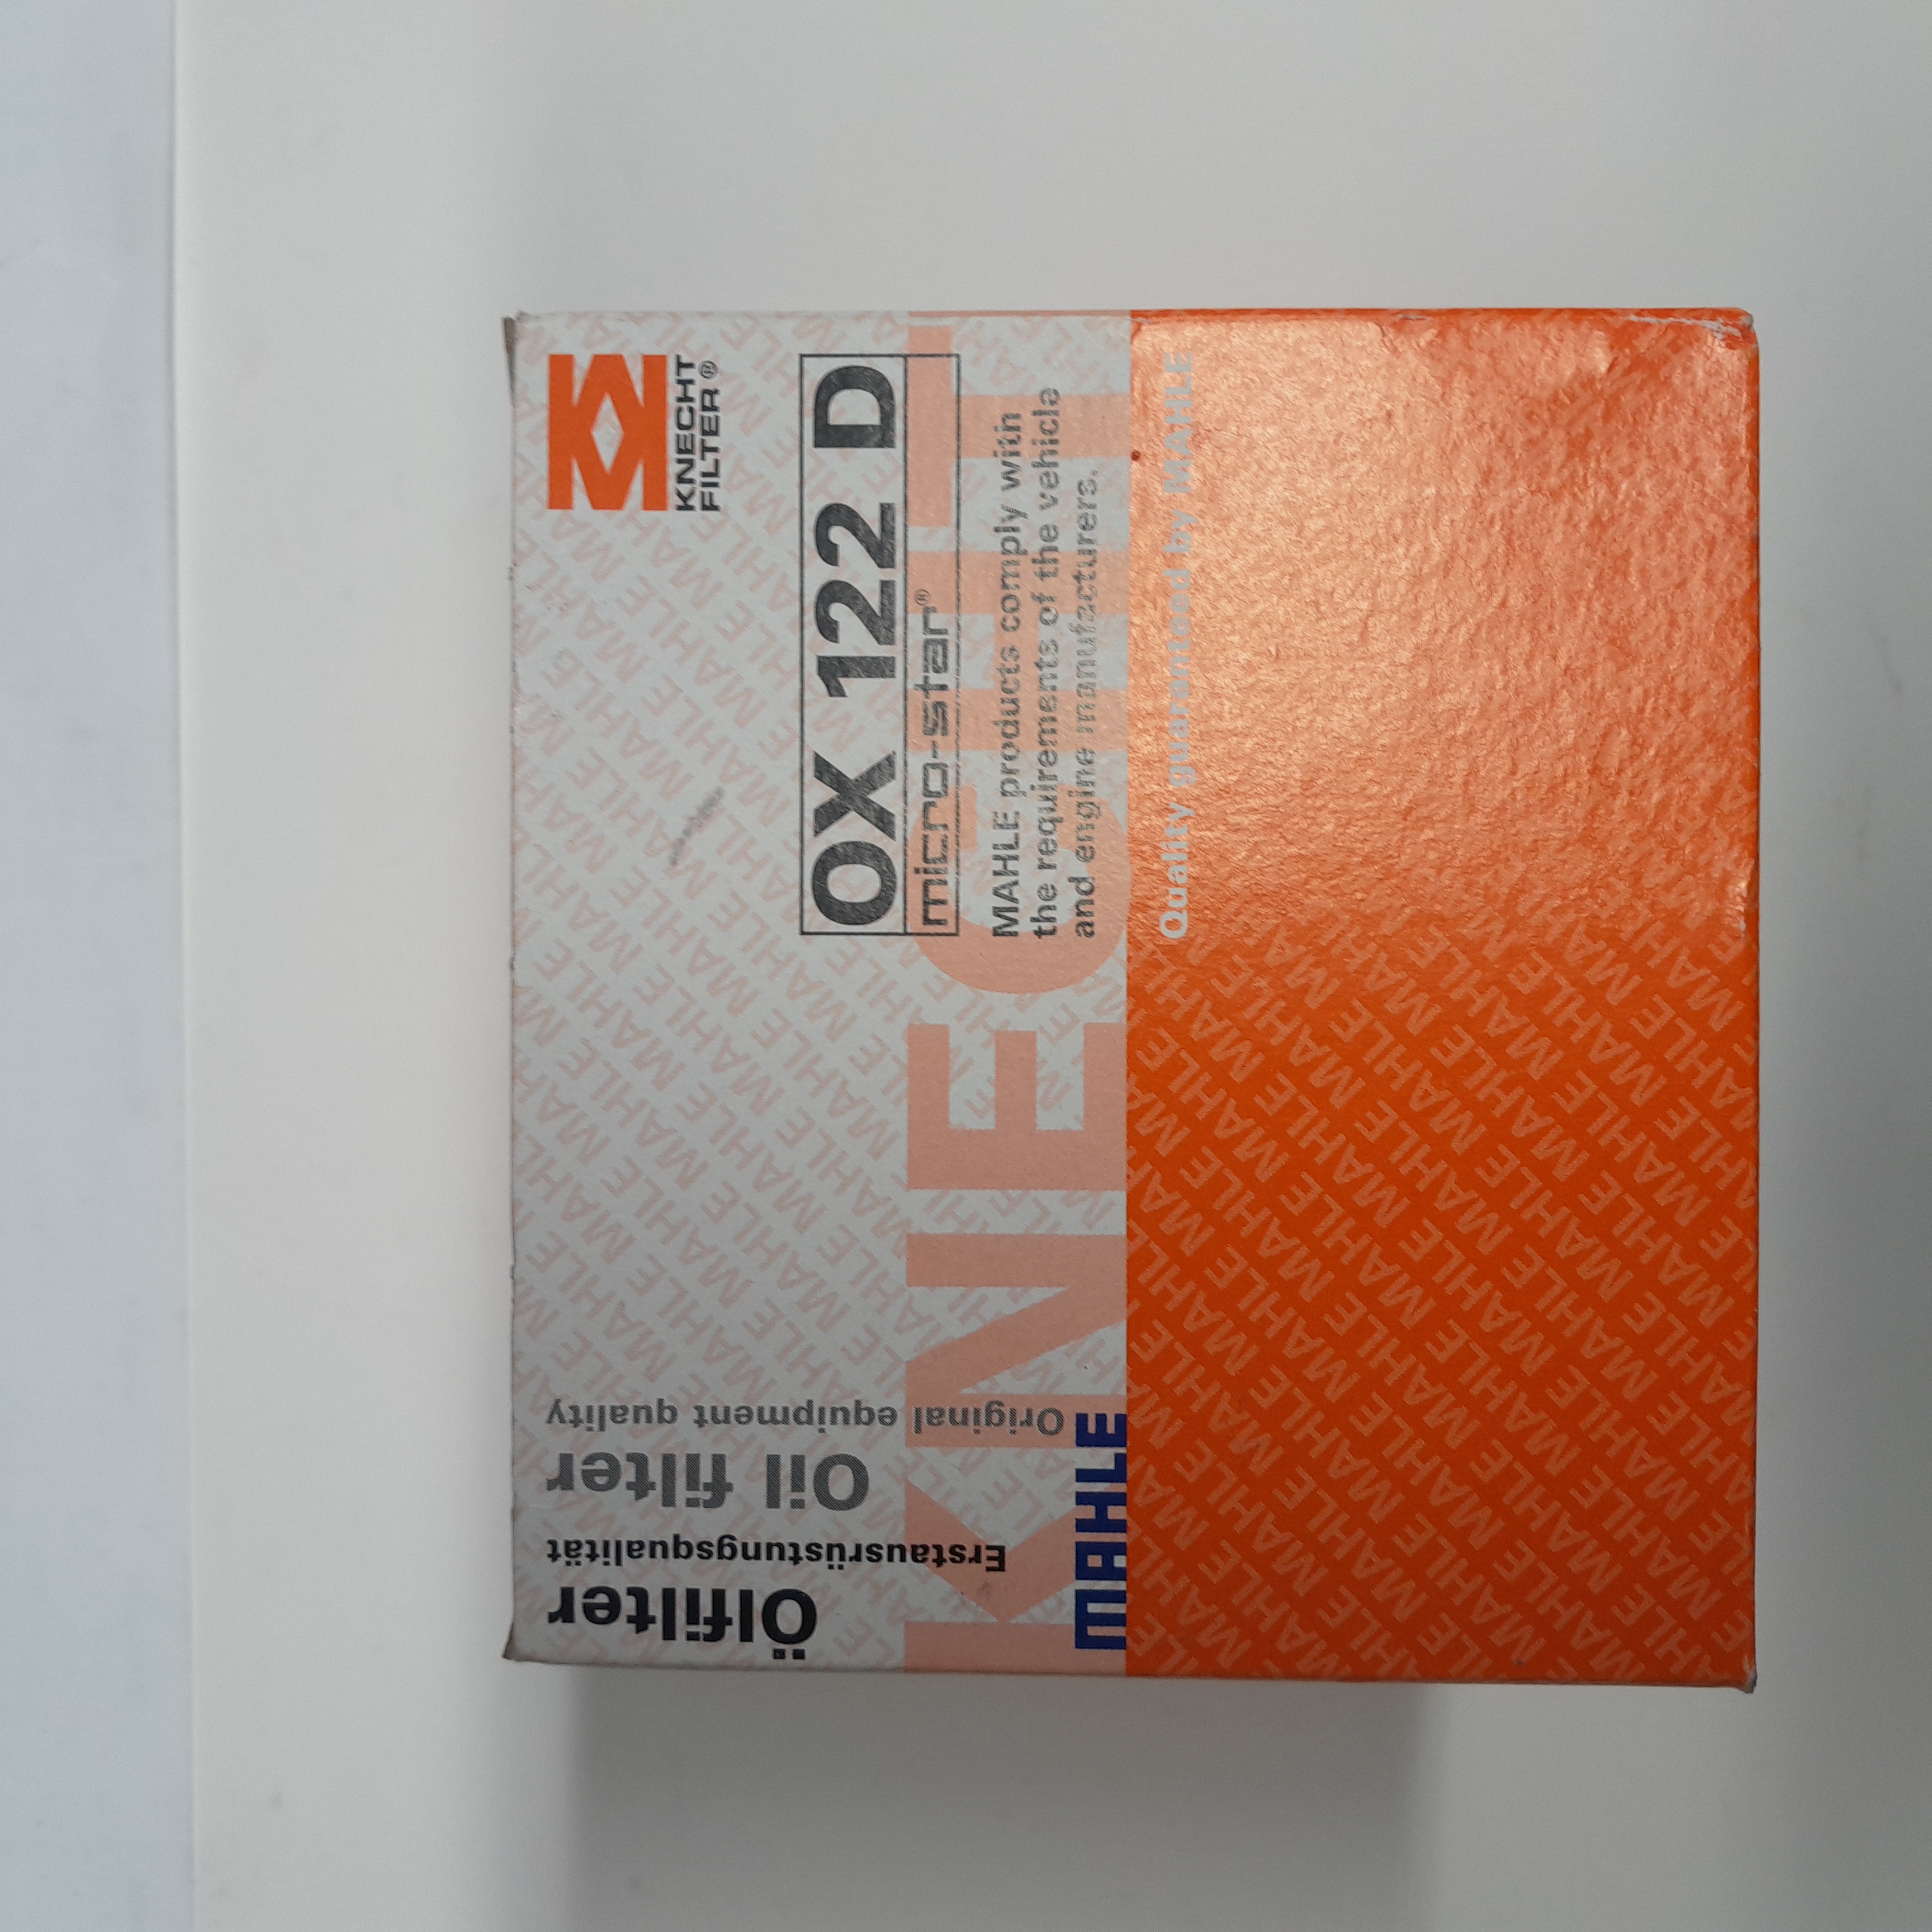 KNECHT
FILTER®
OX 122 D
micro-star®
MAHLE products comply with
the requirements of the vehicle
and engine manufacturers.
Quality guaranteed by MAHLE
KNECHT
MAHLE
Ölfilter
Erstausrüstungsqualität
Oil filter
Original equipment quality